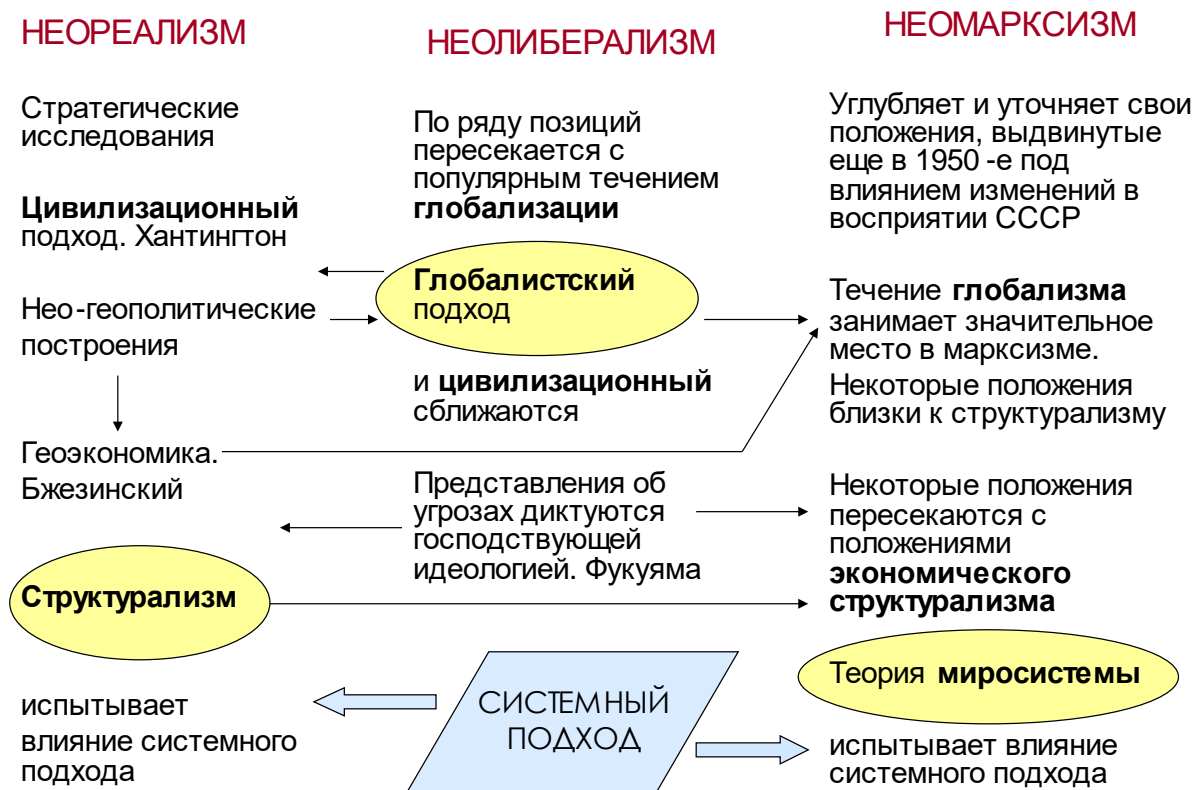 НЕОРЕАЛИЗМ
Стратегические
исследования
Цивилизационный
подход. Хантингтон
Нео-геополитические
построения
Геоэкономика.
Бжезинский
Структурализм
испытывает
влияние системного
подхода
НЕОЛИБЕРАЛИЗМ
По ряду позиций
пересекается с
популярным течением
глобализации
Глобалистский
подход
и цивилизационный
сближаются
Представления об
угрозах диктуются
господствующей
идеологией. Фукуяма
СИСТЕМНЫЙ
ПОДХОД
НЕОМАРКСИЗМ
Углубляет и уточняет свои
положения, выдвинутые
еще в 1950 -е под
влиянием изменений в
восприятии СССР
Течение глобализма
занимает значительное
место в марксизме.
Некоторые положения
близки к структурализму
Некоторые положения
пересекаются с
положениями
экономического
структурализма
Теория миросистемы
испытывает влияние
системного подхода